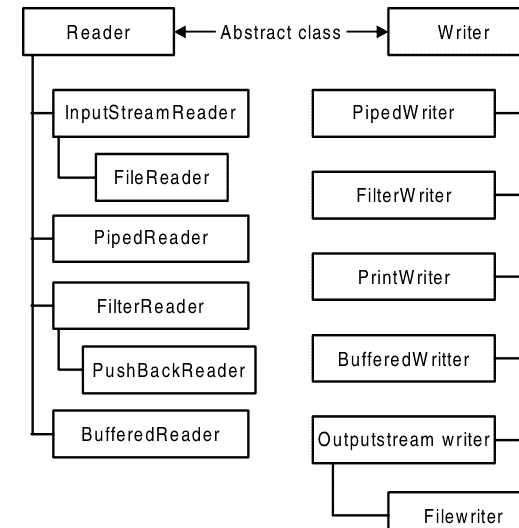 Reader
Abstract class
Writer
InputStreamReader
FileReader
PipedReader
FilterReader
PushBackReader
BufferedReader
PipedWriter
FilterWriter
PrintWriter
BufferedWritter
Outputstream writer
Filewriter